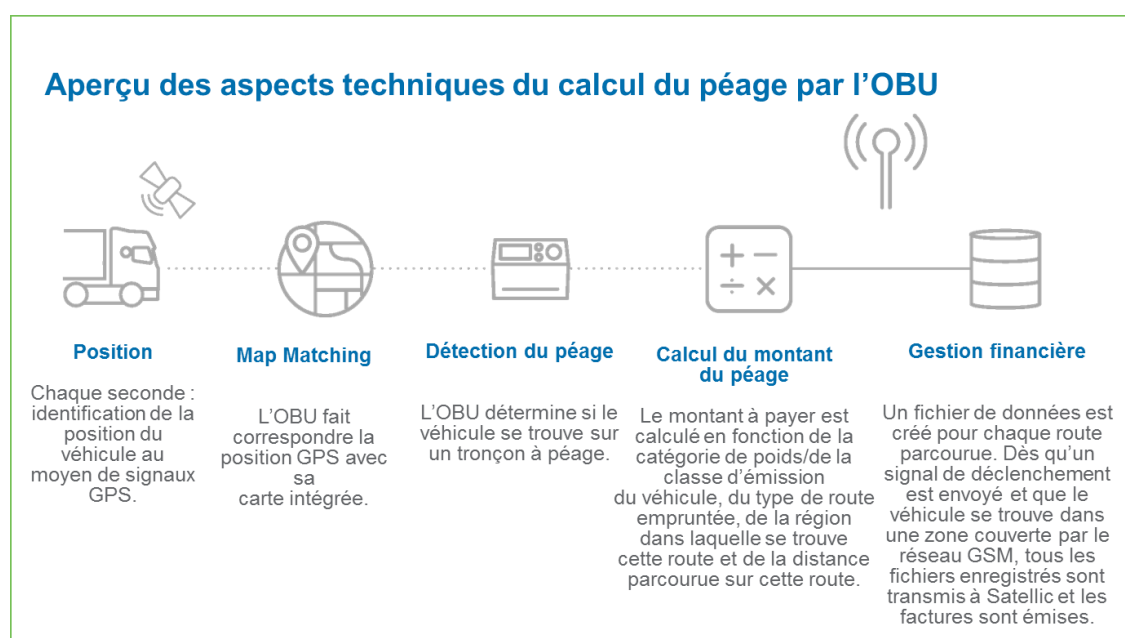 Aperçu des aspects techniques du calcul du péage par l’OBU
Position
Chaque seconde :
identification de la
position du
véhicule au
moyen de signaux
GPS.
Map Matching
L’OBU fait
correspondre la
position GPS avec
sa
carte intégrée.
Détection du péage
L’OBU détermine si le
véhicule se trouve sur
un tronçon à péage.
Calcul du montant
du péage
Le montant à payer est
calculé en fonction de la
catégorie de poids/de la
classe d’émission
du véhicule, du type de route
empruntée, de la région
dans laquelle se trouve
cette route et de la distance
parcourue sur cette route.
Gestion financière
Un fichier de données est
créé pour chaque route
parcourue. Dès qu’un
signal de déclenchement
est envoyé et que le
véhicule se trouve dans
une zone couverte par le
réseau GSM, tous les
fichiers enregistrés sont
transmis à Satellic et les
factures sont émises.